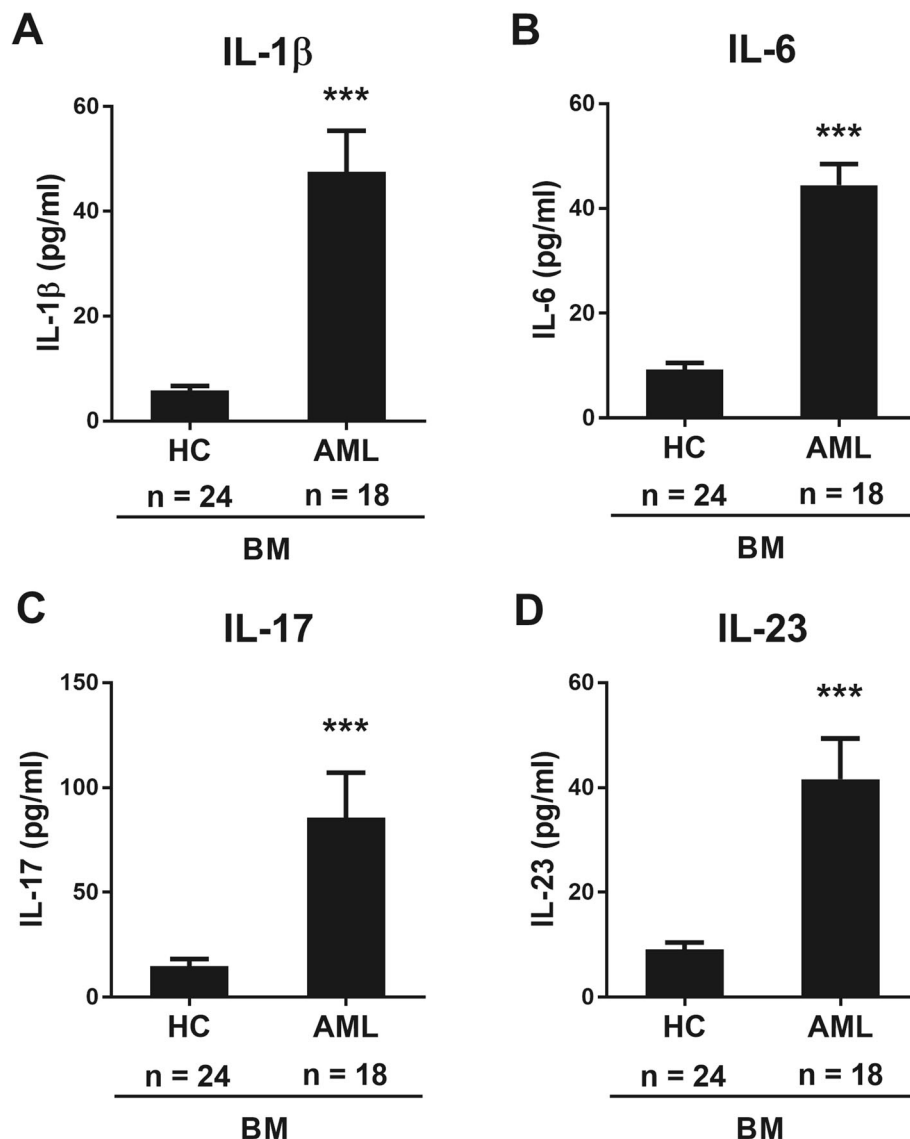 A
IL-1β
IL-1β (pg/ml)
60
40
20
0
***
HC
AML
n = 24
n = 18
BM
B
IL-6
IL-6 (pg/ml)
60
40
20
0
***
HC
AML
n = 24
n = 18
BM
C
IL-17
IL-17 (pg/ml)
150
100
50
0
***
HC
AML
n = 24
n = 18
BM
D
IL-23
IL-23 (pg/ml)
60
40
20
0
***
HC
AML
n = 24
n = 18
BM